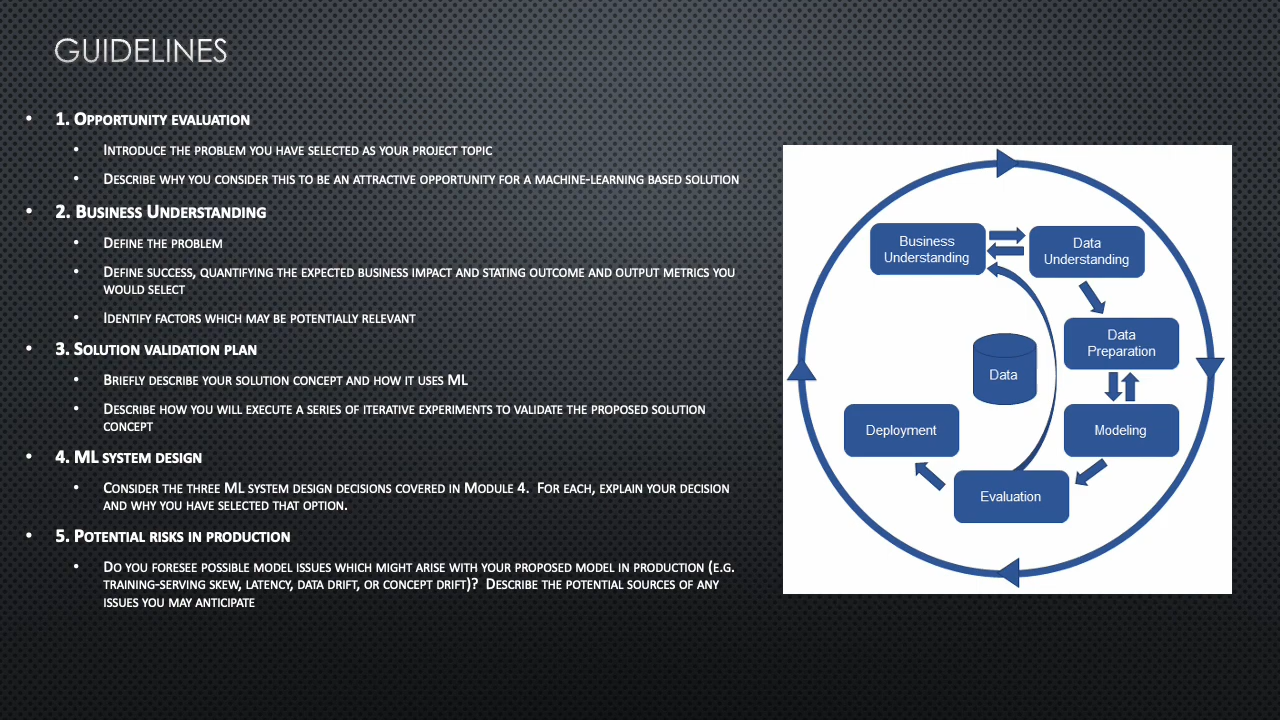 GUIDELINES
• 1. Opportunity evaluation
• Introduce the problem you have selected as your project topic
• Describe why you consider this to be an attractive opportunity for a machine-learning based solution
• 2. Business Understanding
• Define the problem
• Define success, quantifying the expected business impact and stating outcome and output metrics you
would select
• Identify factors which may be potentially relevant
• 3. Solution validation plan
• Briefly describe your solution concept and how it uses ML
• Describe how you will execute a series of iterative experiments to validate the proposed solution
concept
• 4. ML system design
• Consider the three ML system design decisions covered in Module 4. For each, explain your decision
and why you have selected that option.
• 5. Potential risks in production
• Do you foresee possible model issues which might arise with your proposed model in production (e.g.
training-serving skew, latency, data drift, or concept drift)? Describe the potential sources of any
issues you may anticipate
Business
Understanding
Data
Understanding
Data
Preparation
Data
Modeling
Deployment
Evaluation